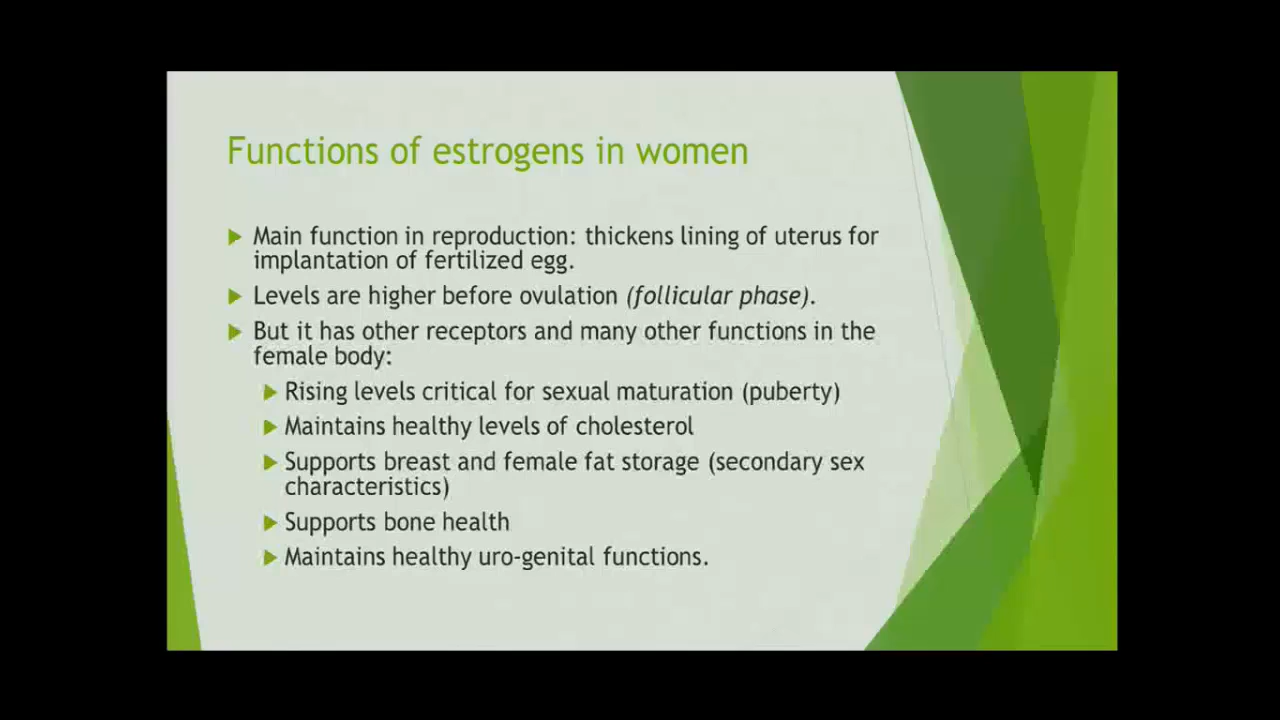 Functions of estrogens in women
Main function in reproduction: thickens lining of uterus for
implantation of fertilized egg.
Levels are higher before ovulation (follicular phase).
But it has other receptors and many other functions in the
female body:
Rising levels critical for sexual maturation (puberty)
Maintains healthy levels of cholesterol
Supports breast and female fat storage (secondary sex
characteristics)
Supports bone health
Maintains healthy uro-genital functions.